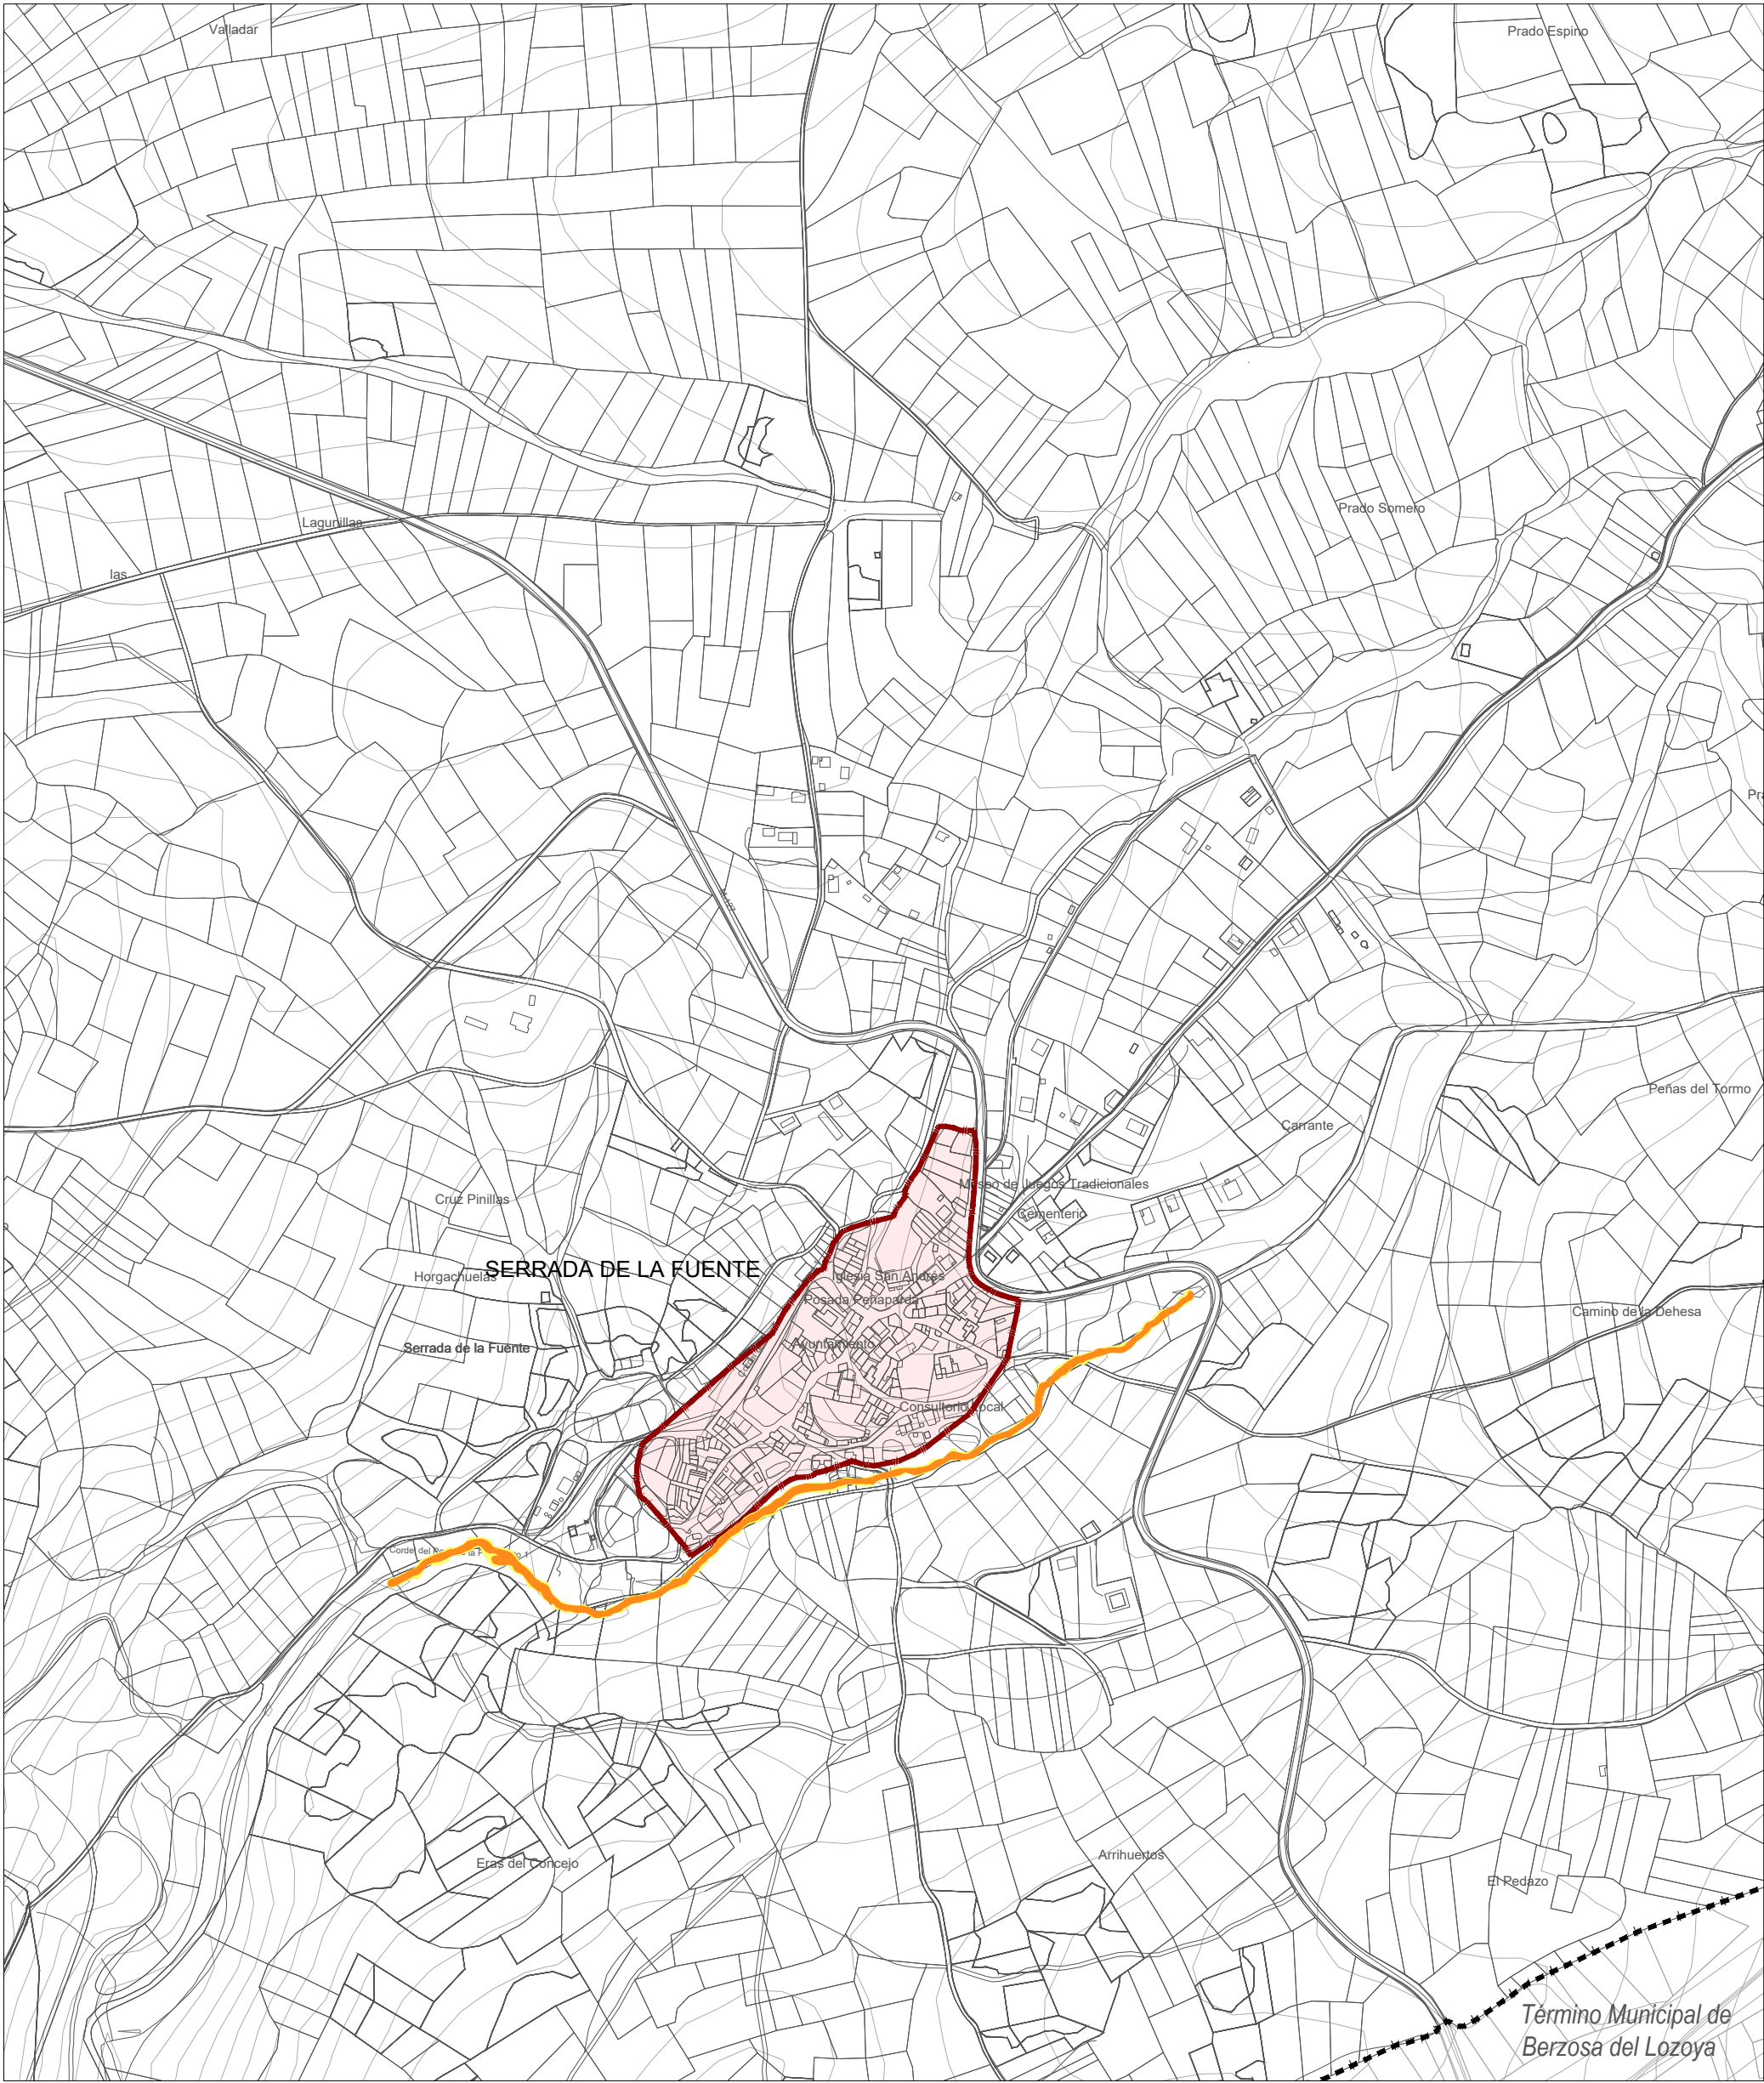 Valladar
Prado Espino
Lagunillas
Prado Somero
las
Peñas del Tormo
Carrante
Museo de Juegos Tradicionales
Cruz Pinillas
Cementerio
SERRADA DE LA FUENTE
Horgachuelas
Iglesia San Andrés
Posada Peñaparda
Camino de la Dehesa
Ayuntamiento
Serrada de la Fuente
Consultorio Local
Eras del Concejo
Arrihuertos
El Pedazo
Término Municipal de
Berzosa del Lozoya